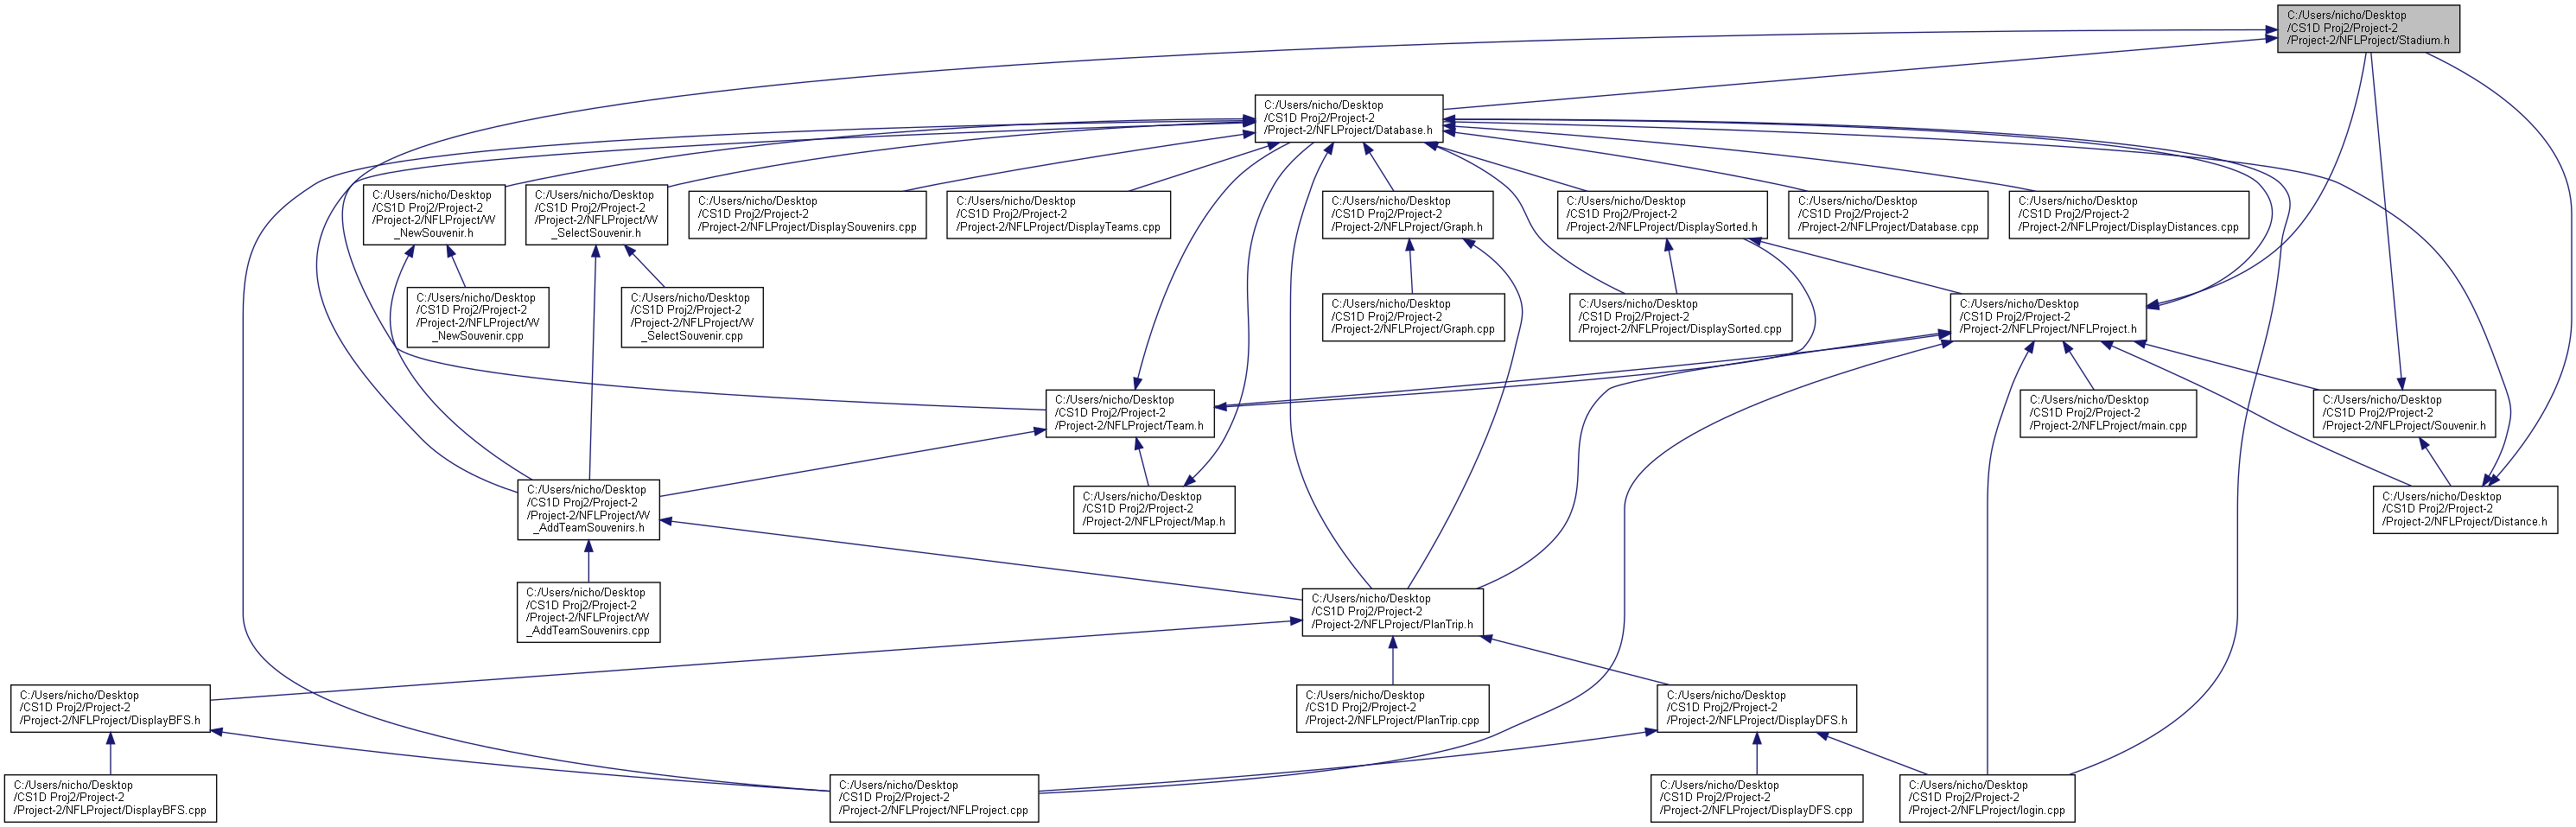 C:/Users/nicho/Desktop
/CS1D Proj2/Project-2
/Project-2/NFLProject/Stadium.h
C:/Users/nicho/Desktop
/CS1D Proj2/Project-2
/Project-2/NFLProject/Database.h
C:/Users/nicho/Desktop
/CS1D Proj2/Project-2
/Project-2/NFLProject/W
_NewSouvenir.h
C:/Users/nicho/Desktop
/CS1D Proj2/Project-2
/Project-2/NFLProject/W
_SelectSouvenir.h
C:/Users/nicho/Desktop
/CS1D Proj2/Project-2
/Project-2/NFLProject/DisplaySouvenirs.cpp
C:/Users/nicho/Desktop
/CS1D Proj2/Project-2
/Project-2/NFLProject/DisplayTeams.cpp
C:/Users/nicho/Desktop
/CS1D Proj2/Project-2
/Project-2/NFLProject/Graph.h
C:/Users/nicho/Desktop
/CS1D Proj2/Project-2
/Project-2/NFLProject/DisplaySorted.h
C:/Users/nicho/Desktop
/CS1D Proj2/Project-2
/Project-2/NFLProject/Database.cpp
C:/Users/nicho/Desktop
/CS1D Proj2/Project-2
/Project-2/NFLProject/DisplayDistances.cpp
C:/Users/nicho/Desktop
/CS1D Proj2/Project-2
/Project-2/NFLProject/W
_NewSouvenir.cpp
C:/Users/nicho/Desktop
/CS1D Proj2/Project-2
/Project-2/NFLProject/W
_SelectSouvenir.cpp
C:/Users/nicho/Desktop
/CS1D Proj2/Project-2
/Project-2/NFLProject/Graph.cpp
C:/Users/nicho/Desktop
/CS1D Proj2/Project-2
/Project-2/NFLProject/DisplaySorted.cpp
C:/Users/nicho/Desktop
/CS1D Proj2/Project-2
/Project-2/NFLProject/NFLProject.h
C:/Users/nicho/Desktop
/CS1D Proj2/Project-2
/Project-2/NFLProject/Team.h
C:/Users/nicho/Desktop
/CS1D Proj2/Project-2
/Project-2/NFLProject/main.cpp
C:/Users/nicho/Desktop
/CS1D Proj2/Project-2
/Project-2/NFLProject/Souvenir.h
C:/Users/nicho/Desktop
/CS1D Proj2/Project-2
/Project-2/NFLProject/W
_AddTeamSouvenirs.h
C:/Users/nicho/Desktop
/CS1D Proj2/Project-2
/Project-2/NFLProject/Map.h
C:/Users/nicho/Desktop
/CS1D Proj2/Project-2
/Project-2/NFLProject/Distance.h
C:/Users/nicho/Desktop
/CS1D Proj2/Project-2
/Project-2/NFLProject/W
_AddTeamSouvenirs.cpp
C:/Users/nicho/Desktop
/CS1D Proj2/Project-2
/Project-2/NFLProject/PlanTrip.h
C:/Users/nicho/Desktop
/CS1D Proj2/Project-2
/Project-2/NFLProject/DisplayBFS.h
C:/Users/nicho/Desktop
/CS1D Proj2/Project-2
/Project-2/NFLProject/PlanTrip.cpp
C:/Users/nicho/Desktop
/CS1D Proj2/Project-2
/Project-2/NFLProject/DisplayDFS.h
C:/Users/nicho/Desktop
/CS1D Proj2/Project-2
/Project-2/NFLProject/DisplayBFS.cpp
C:/Users/nicho/Desktop
/CS1D Proj2/Project-2
/Project-2/NFLProject/NFLProject.cpp
C:/Users/nicho/Desktop
/CS1D Proj2/Project-2
/Project-2/NFLProject/DisplayDFS.cpp
C:/Users/nicho/Desktop
/CS1D Proj2/Project-2
/Project-2/NFLProject/login.cpp